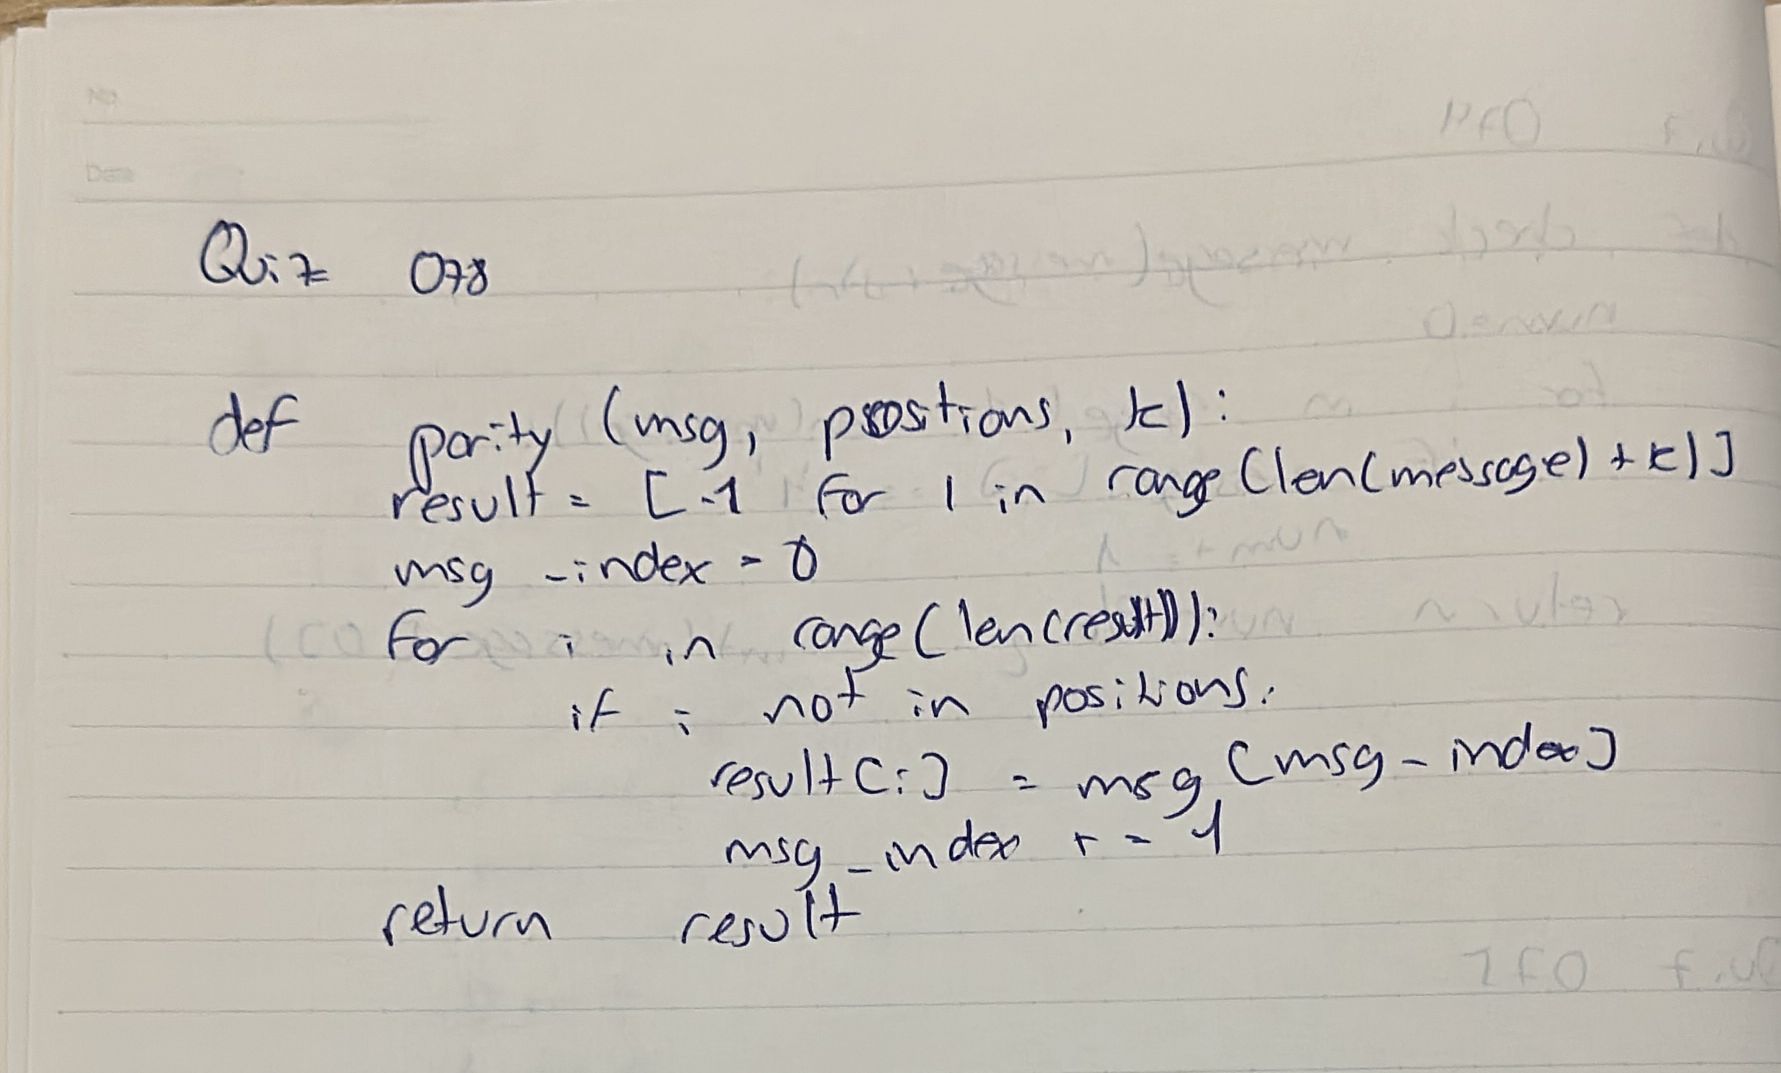 No.
Date
Quiz 078
def parity (msg, positions, k):
result = [-1 for i in range (len(message) + k)]
msg_index = 0
for i in range (len(result)):
if i not in positions:
result[i] = msg[msg_index]
msg_index += 1
return result